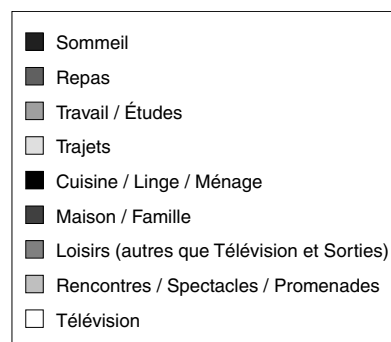 Sommeil
Repas
Travail / Études
Trajets
Cuisine / Linge / Ménage
Maison / Famille
Loisirs (autres que Télévision et Sorties)
Rencontres / Spectacles / Promenades
Télévision